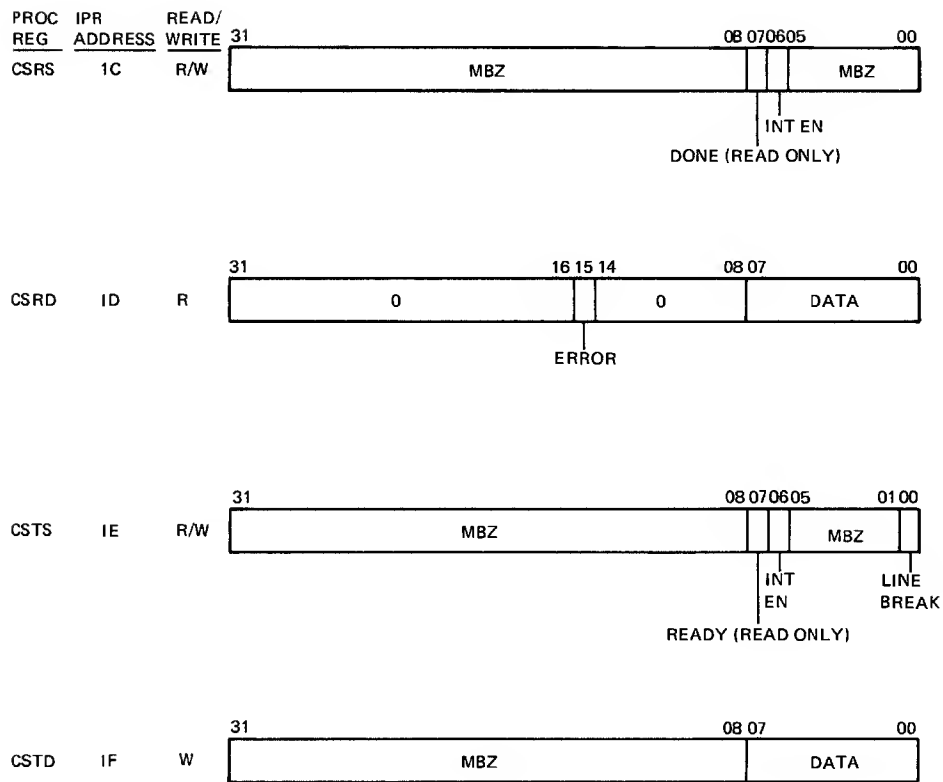 PROC IPR READ/
REG ADDRESS WRITE 31 08 07 06 05 00
CSRS 1C R/W MBZ MBZ
INT EN
DONE (READ ONLY)
31 16 15 14 08 07 00
CSRD ID R 0 0 DATA
ERROR
31 08 07 06 05 01 00
CSTS IE R/W MBZ MBZ
INT LINE
EN BREAK
READY (READ ONLY)
31 08 07 00
CSTD IF W MBZ DATA